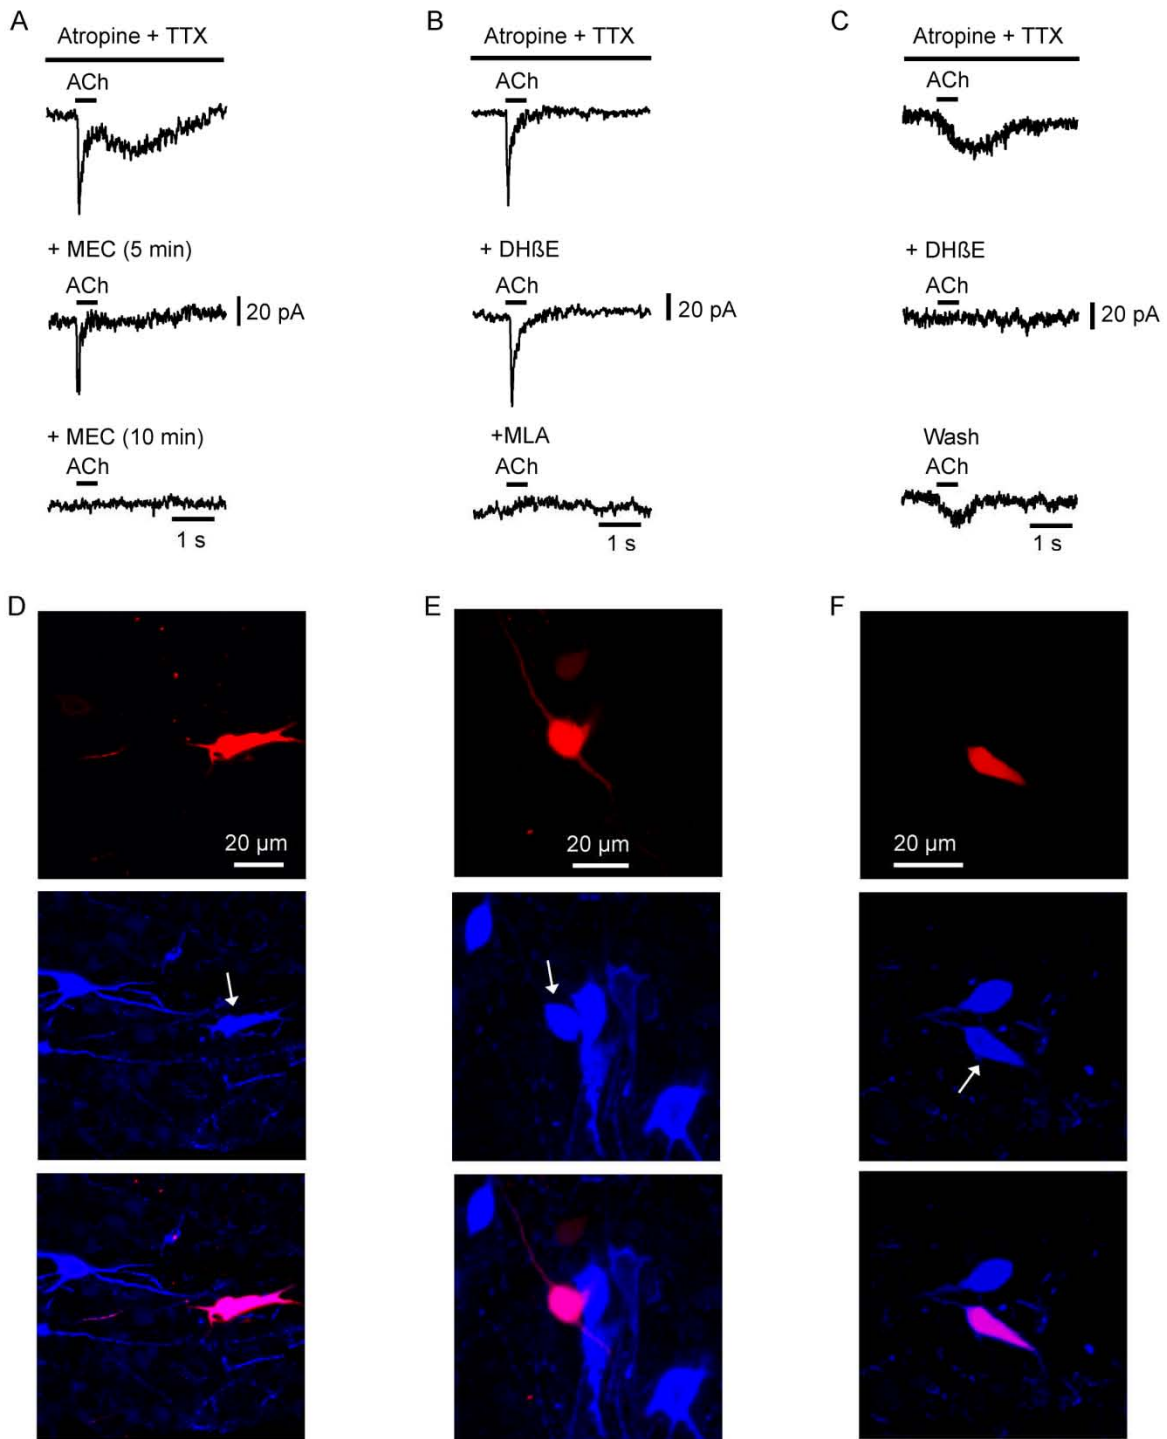 A
Atropine + TTX
ACh
+ MEC (5 min)
ACh
20 pA
+ MEC (10 min)
ACh
1 s
B
Atropine + TTX
ACh
+ DHßE
ACh
20 pA
+MLA
ACh
1 s
C
Atropine + TTX
ACh
+ DHßE
ACh
20 pA
Wash
ACh
1 s
D
20 µm
E
20 µm
F
20 µm